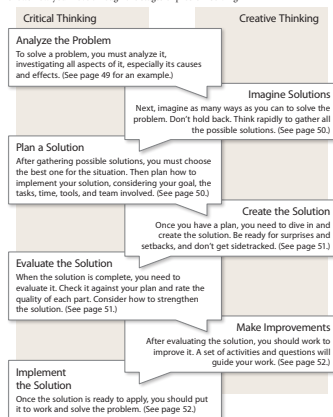 Critical Thinking
Creative Thinking
Analyze the Problem
To solve a problem, you must analyze it,
investigating all aspects of it, especially its causes
and effects. (See page 49 for an example.)
Imagine Solutions
Next, imagine as many ways as you can to solve the
problem. Don't hold back. Think rapidly to gather all
the possible solutions. (See page 50.)
Plan a Solution
After gathering possible solutions, you must choose
the best one for the situation. Then plan how to
implement your solution, considering your goal, the
tasks, time, tools, and team involved. (See page 50.)
Create the Solution
Once you have a plan, you need to dive in and
create the solution. Be ready for surprises and
setbacks, and don't get sidetracked. (See page 51.)
Evaluate the Solution
When the solution is complete, you need to
evaluate it. Check it against your plan and rate the
quality of each part. Consider how to strengthen
the solution. (See page 51.)
Make Improvements
After evaluating the solution, you should work to
improve it. A set of activities and questions will
guide your work. (See page 52.)
Implement
the Solution
Once the solution is ready to apply, you should put
it to work and solve the problem. (See page 52.)